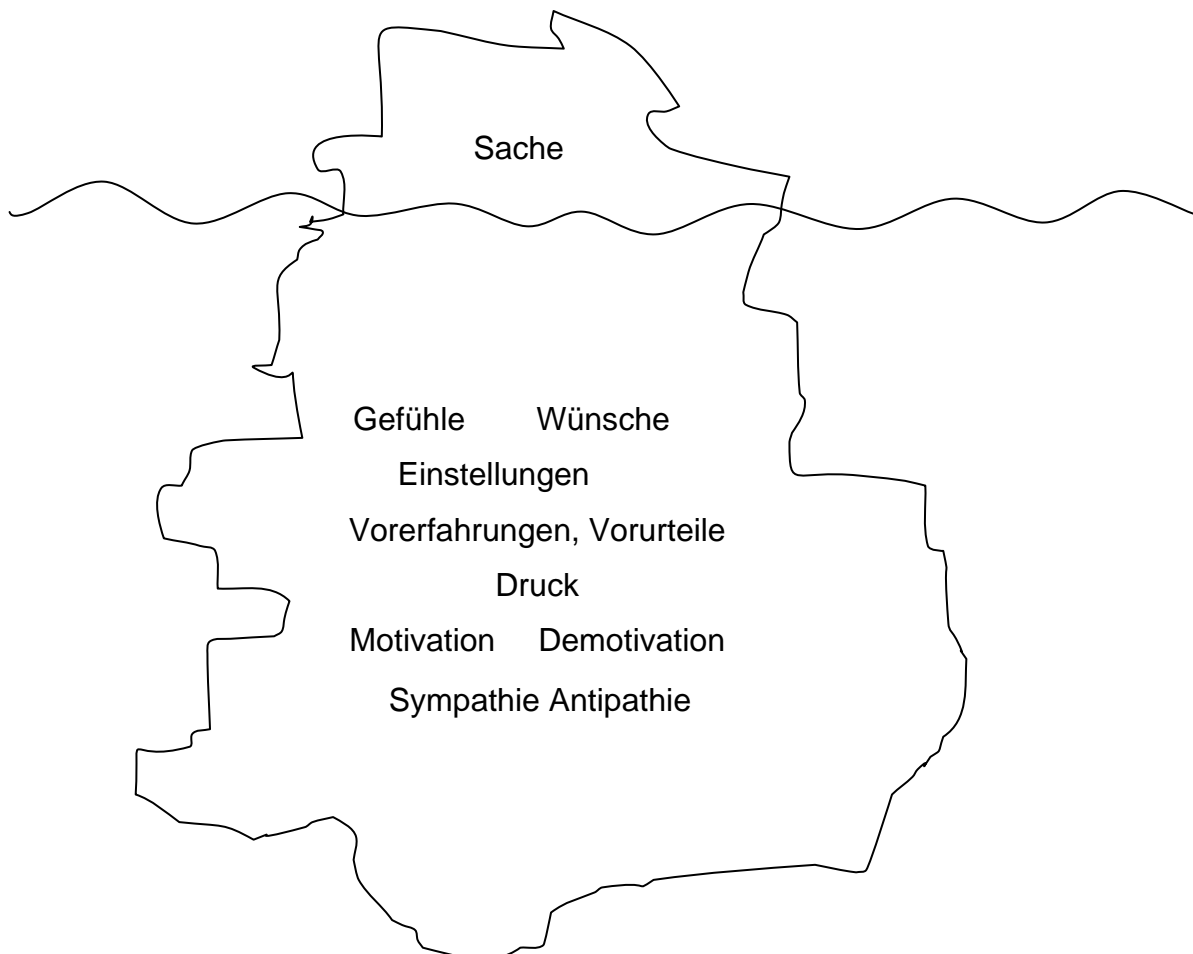 Sache
Gefühle Wünsche
Einstellungen
Vorerfahrungen, Vorurteile
Druck
Motivation Demotivation
Sympathie Antipathie